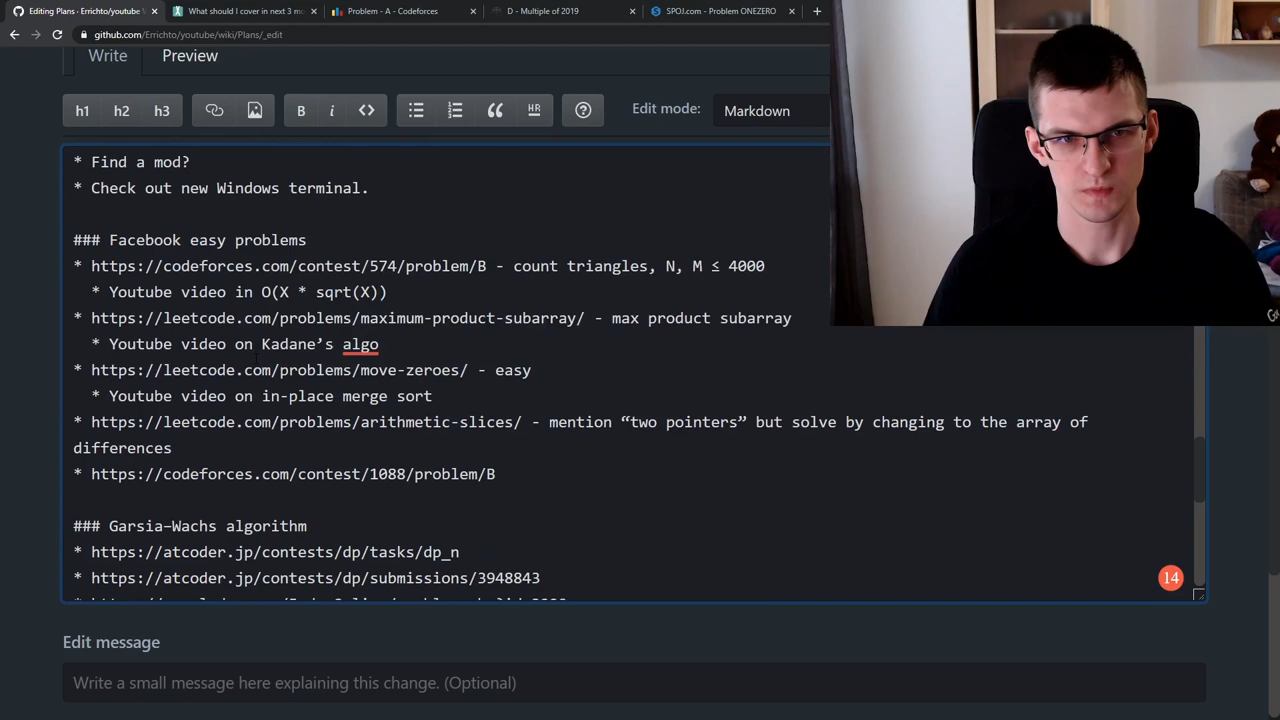 Editing Plans · Errichto/youtube W
What should I cover in next 3 mo
Problem - A - Codeforces
D - Multiple of 2019
SPOJ.com - Problem ONEZERO
github.com/Errichto/youtube/wiki/Plans/_edit
Write
Preview
h1 h2 h3 B i <> HR Edit mode: Markdown
* Find a mod?
* Check out new Windows terminal.
### Facebook easy problems
* https://codeforces.com/contest/574/problem/B - count triangles, N, M ≤ 4000
* Youtube video in O(X * sqrt(X))
* https://leetcode.com/problems/maximum-product-subarray/ - max product subarray
* Youtube video on Kadane’s algo
* https://leetcode.com/problems/move-zeroes/ - easy
* Youtube video on in-place merge sort
* https://leetcode.com/problems/arithmetic-slices/ - mention “two pointers” but solve by changing to the array of
differences
* https://codeforces.com/contest/1088/problem/B
### Garsia–Wachs algorithm
* https://atcoder.jp/contests/dp/tasks/dp_n
* https://atcoder.jp/contests/dp/submissions/3948843
14
Edit message
Write a small message here explaining this change. (Optional)